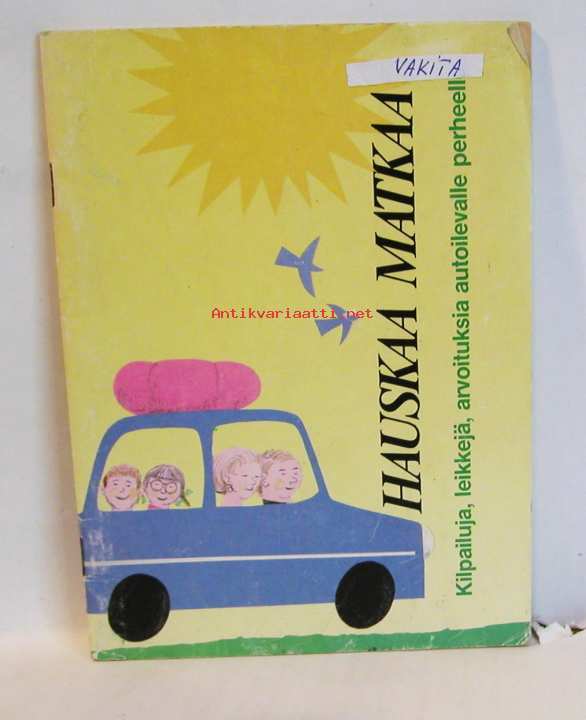 VAKITA
HAUSKAA MATKAA
Kilpailuja, leikkejä, arvoituksia autoilevalle perheell
Antikvariaatti.net